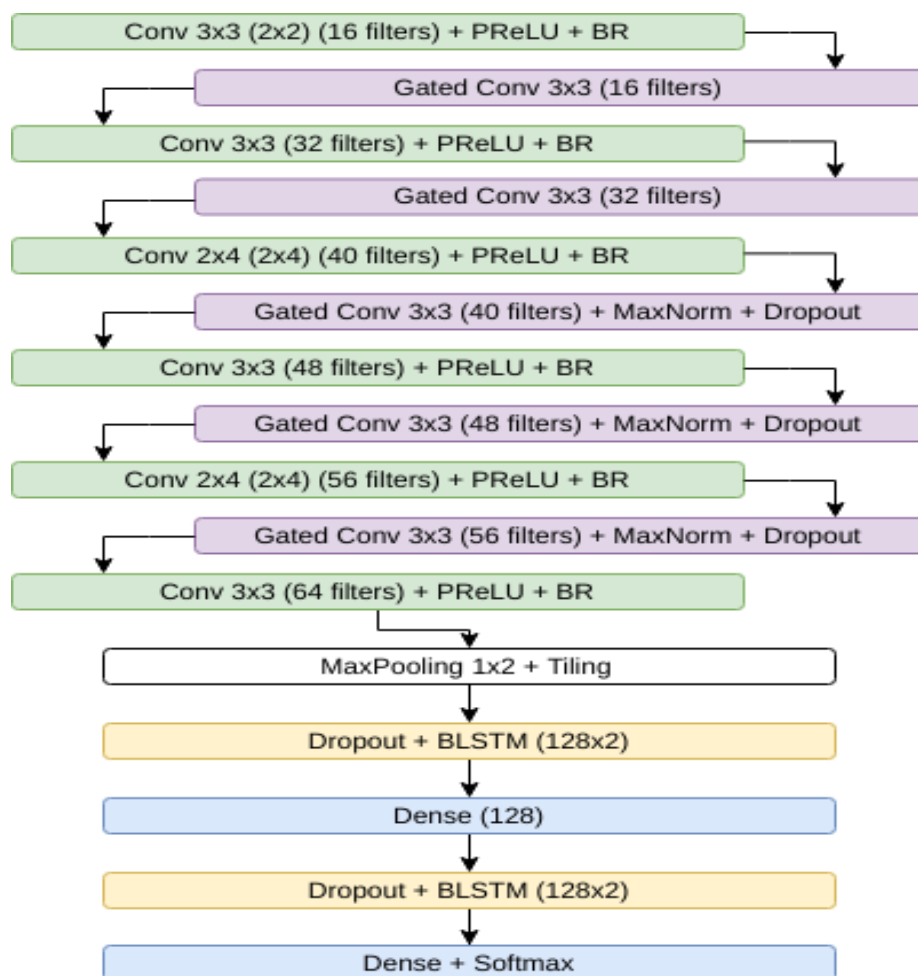 Conv 3x3 (2x2) (16 filters) + PReLU + BR
Gated Conv 3x3 (16 filters)
Conv 3x3 (32 filters) + PReLU + BR
Gated Conv 3x3 (32 filters)
Conv 2x4 (2x4) (40 filters) + PReLU + BR
Gated Conv 3x3 (40 filters) + MaxNorm + Dropout
Conv 3x3 (48 filters) + PReLU + BR
Gated Conv 3x3 (48 filters) + MaxNorm + Dropout
Conv 2x4 (2x4) (56 filters) + PReLU + BR
Gated Conv 3x3 (56 filters) + MaxNorm + Dropout
Conv 3x3 (64 filters) + PReLU + BR
MaxPooling 1x2 + Tiling
Dropout + BLSTM (128x2)
Dense (128)
Dropout + BLSTM (128x2)
Dense + Softmax